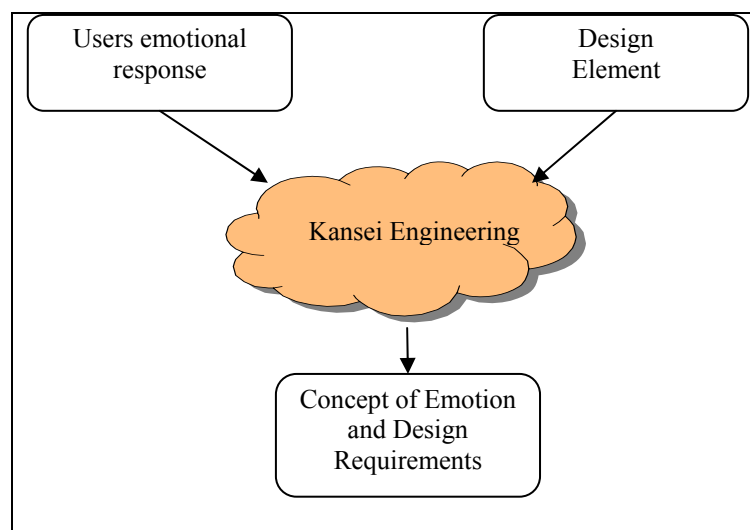 Users emotional
response
Design
Element
Kansei Engineering
Concept of Emotion
and Design
Requirements